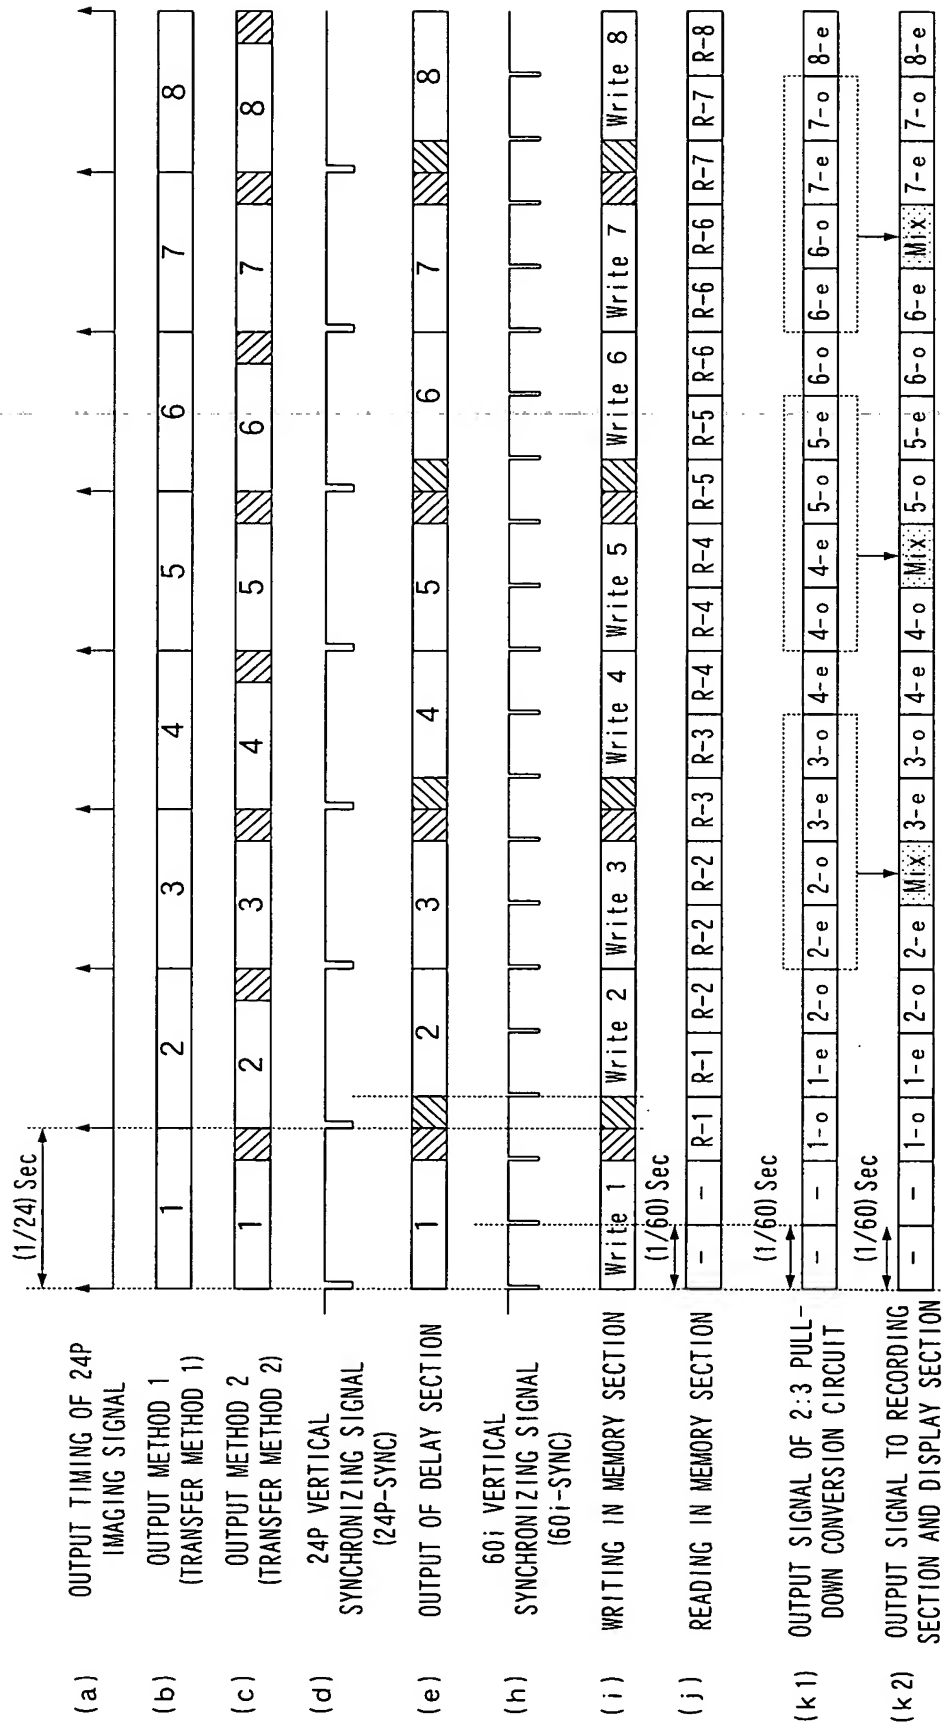 (1/24) Sec
(a) OUTPUT TIMING OF 24P
IMAGING SIGNAL
(b) OUTPUT METHOD 1
(TRANSFER METHOD 1)
1 2 3 4 5 6 7 8
(c) OUTPUT METHOD 2
(TRANSFER METHOD 2)
1 2 3 4 5 6 7 8
(d) 24P VERTICAL
SYNCHRONIZING SIGNAL
(24P-SYNC)
(e) OUTPUT OF DELAY SECTION
1 2 3 4 5 6 7 8
(h) 60i VERTICAL
SYNCHRONIZING SIGNAL
(60i-SYNC)
(i) WRITING IN MEMORY SECTION
Write 1 Write 2 Write 3 Write 4 Write 5 Write 6 Write 7 Write 8
(1/60) Sec
(j) READING IN MEMORY SECTION
- - R-1 R-1 R-2 R-2 R-2 R-3 R-3 R-4 R-4 R-4 R-5 R-5 R-6 R-6 R-6 R-7 R-7 R-8
(1/60) Sec
(k1) OUTPUT SIGNAL OF 2:3 PULL-
DOWN CONVERSION CIRCUIT
- - 1-o 1-e 2-o 2-e 2-o 3-e 3-o 4-e 4-o 4-e 5-o 5-e 6-o 6-e 6-o 7-e 7-o 8-e
(1/60) Sec
(k2) OUTPUT SIGNAL TO RECORDING
SECTION AND DISPLAY SECTION
- - 1-o 1-e 2-o 2-e Mix 3-e 3-o 4-e 4-o Mix 5-o 5-e 6-o 6-e Mix 7-e 7-o 8-e